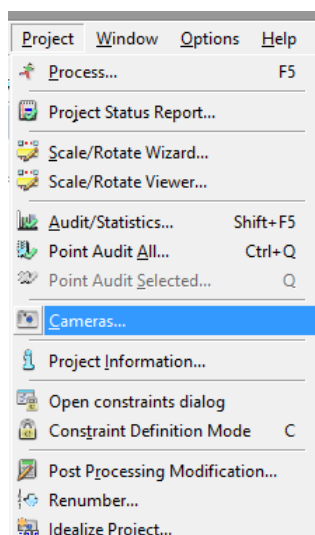 Project Window Options Help
Process... F5
Project Status Report...
Scale/Rotate Wizard...
Scale/Rotate Viewer...
Audit/Statistics... Shift+F5
Point Audit All... Ctrl+Q
Point Audit Selected... Q
Cameras...
Project Information...
Open constraints dialog
Constraint Definition Mode C
Post Processing Modification...
Renumber...
Idealize Project...